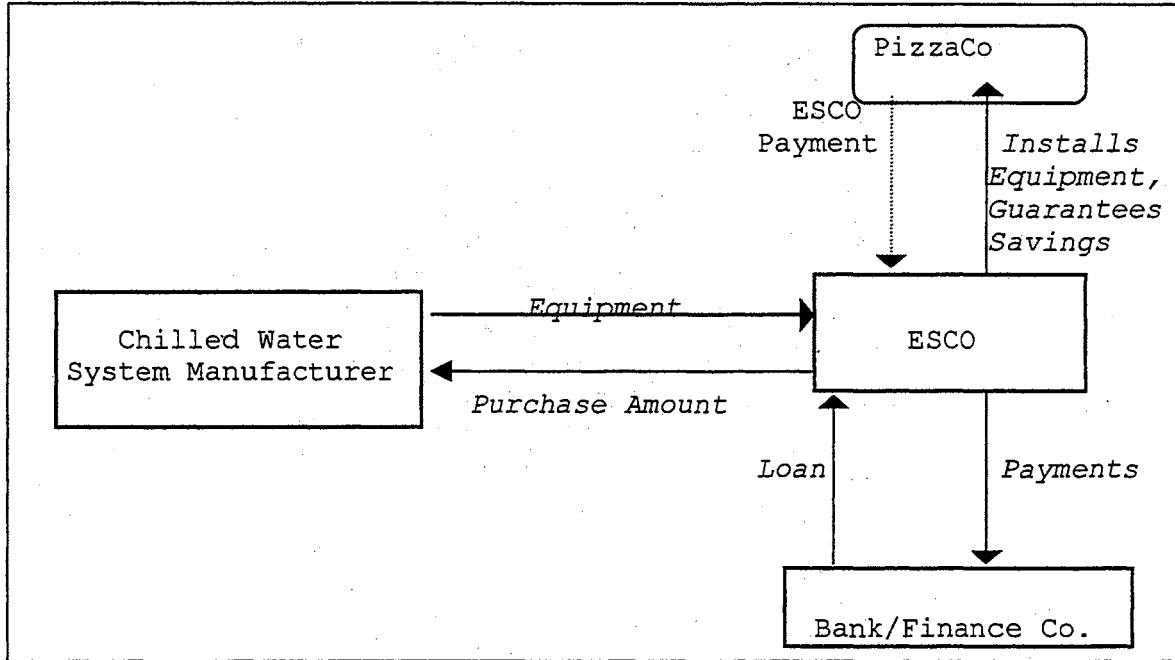 PizzaCo
ESCO
Payment
Installs
Equipment,
Guarantees
Savings
Equipment
Chilled Water
System Manufacturer
ESCO
Purchase Amount
Loan
Payments
Bank/Finance Co.